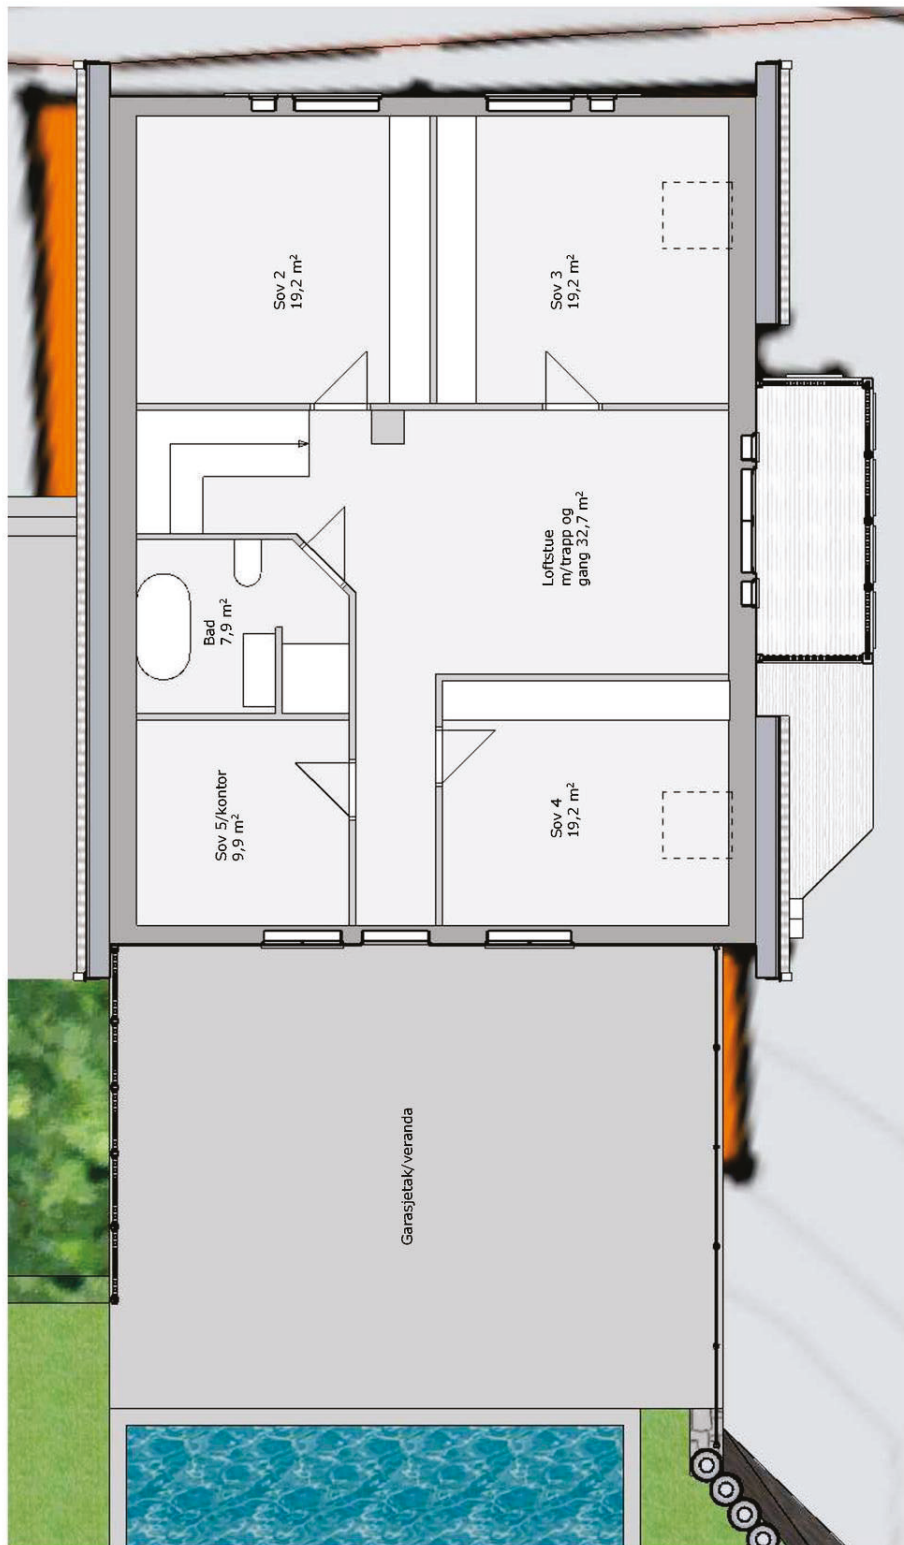 Sov 2
19,2 m²
Sov 3
19,2 m²
Loftstue
m/trapp og
gang 32,7 m²
Bad
7,9 m²
Sov 5/kontor
9,9 m²
Sov 4
19,2 m²
Garasjetak/veranda